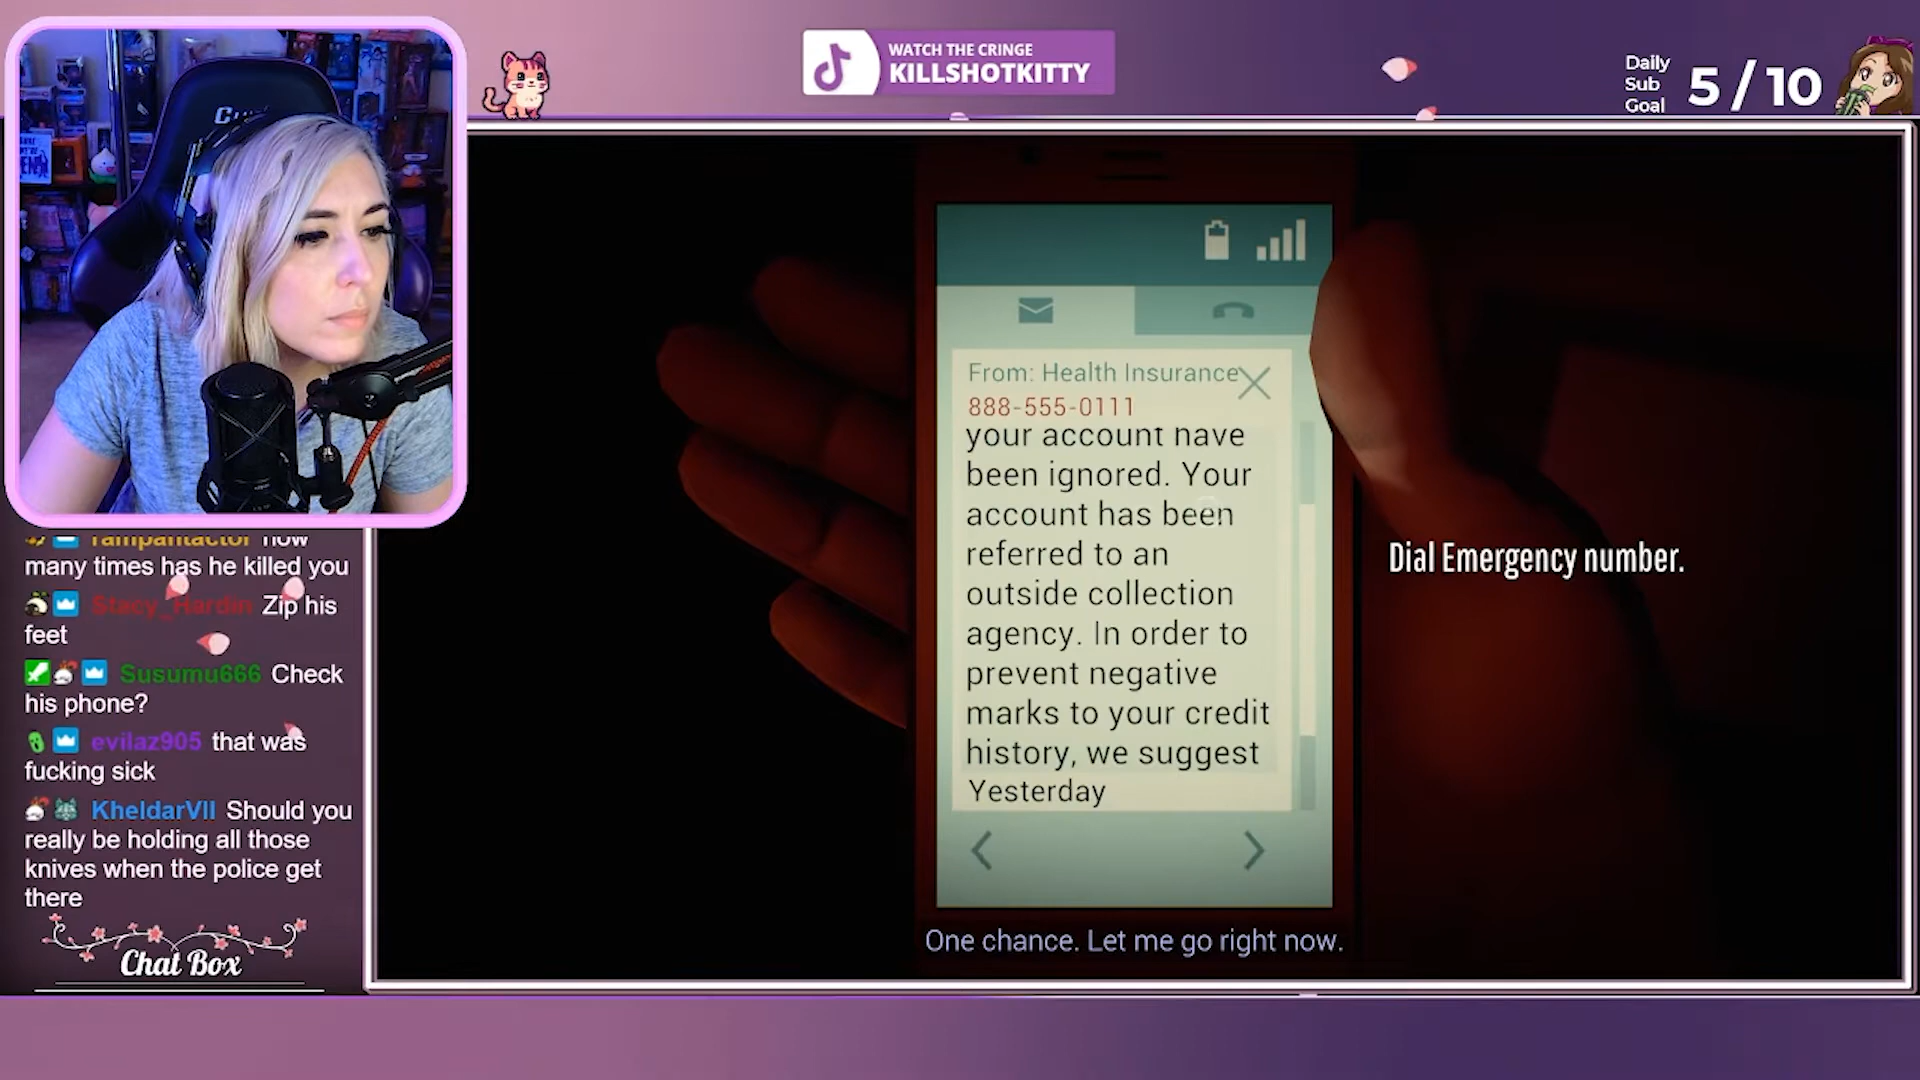 WATCH THE CRINGE
KILLSHOTKITTY
Daily
Sub
Goal
5 / 10
rampantactor how
many times has he killed you
Stacy_Hardin Zip his
feet
Susumu666 Check
his phone?
evilaz905 that was
fucking sick
KheldarVII Should you
really be holding all those
knives when the police get
there
Chat Box
From: Health Insurance
888-555-0111
your account have
been ignored. Your
account has been
referred to an
outside collection
agency. In order to
prevent negative
marks to your credit
history, we suggest
Yesterday
Dial Emergency number.
One chance. Let me go right now.